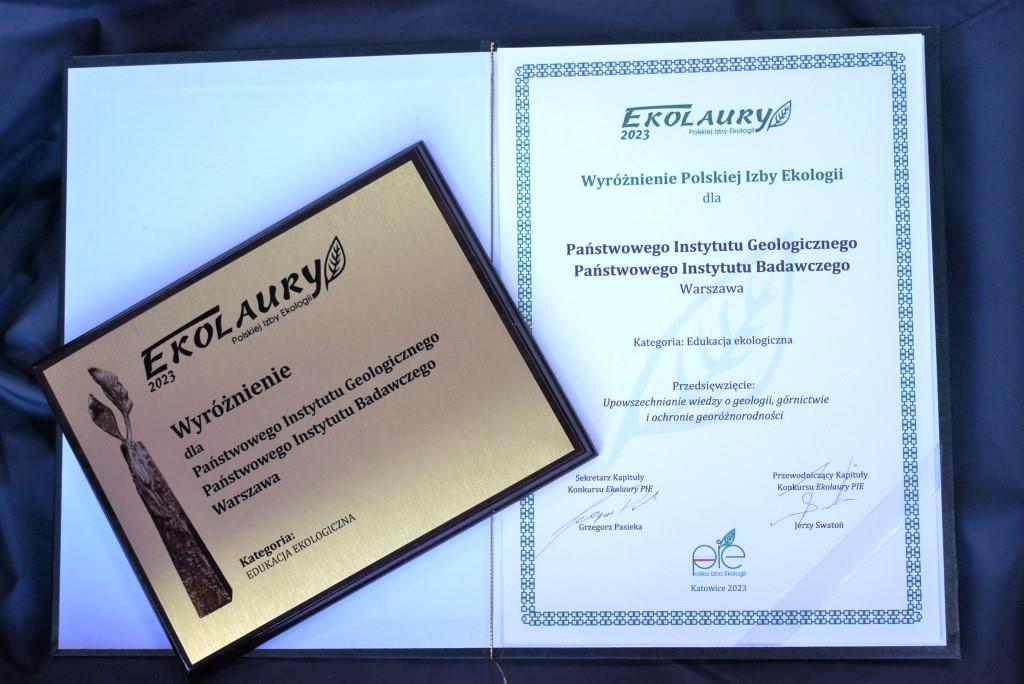 EKOLAURY
Polskiej Izby Ekologii
2023
Wyróżnienie
dla
Państwowego Instytutu Geologicznego
Państwowego Instytutu Badawczego
Warszawa
Kategoria:
EDUKACJA EKOLOGICZNA
EKOLAURY
2023 Polskiej Izby Ekologii
Wyróżnienie Polskiej Izby Ekologii
dla
Państwowego Instytutu Geologicznego
Państwowego Instytutu Badawczego
Warszawa
Kategoria: Edukacja ekologiczna
Przedsięwzięcie:
Upowszechnianie wiedzy o geologii, górnictwie
i ochronie georóżnorodności
Sekretarz Kapituły
Konkursu Ekolaury PIE
Grzegorz Pasieka
Przewodniczący Kapituły
Konkursu Ekolaury PIE
Jerzy Swatoń
pie
Polska Izba Ekologii
Katowice 2023